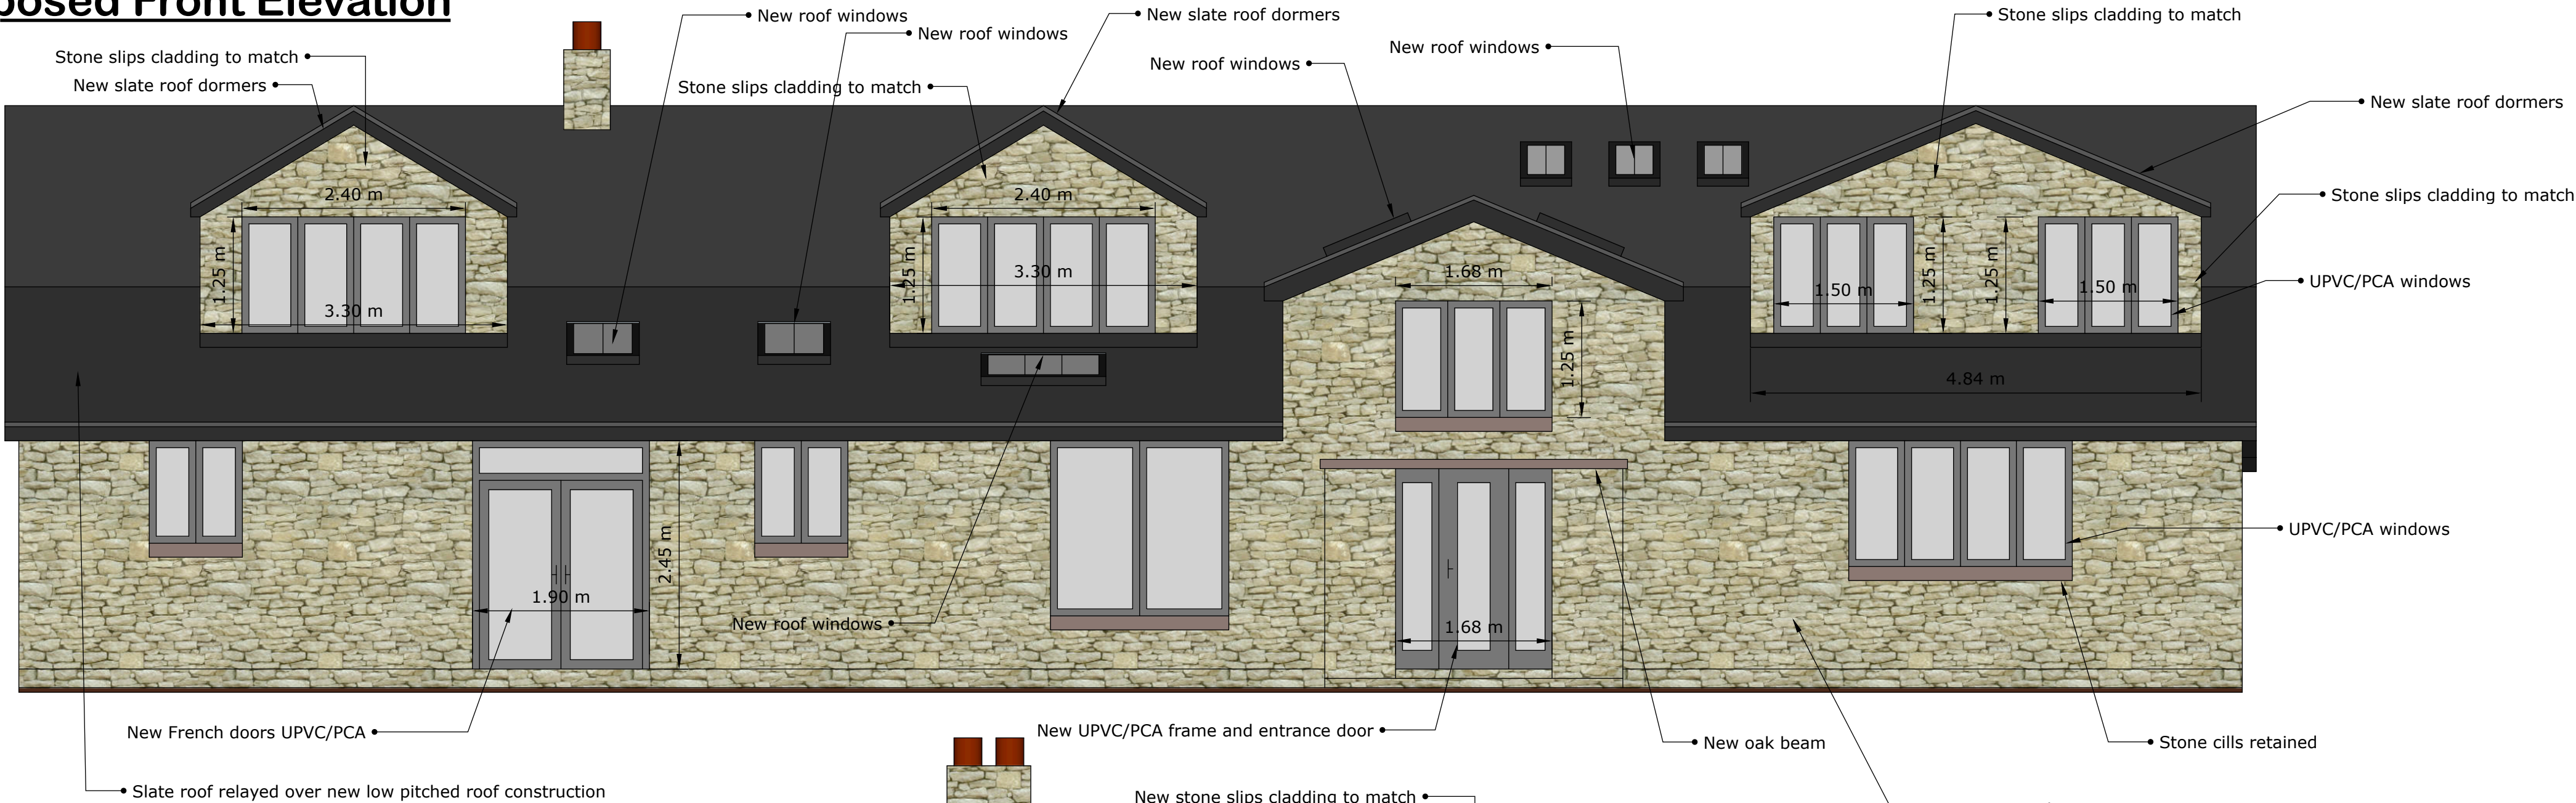 posed Front Elevation
New roof windows
New slate roof dormers
Stone slips cladding to match
New roof windows
New roof windows
Stone slips cladding to match
New roof windows
New slate roof dormers
Stone slips cladding to match
New slate roof dormers
2.40 m
2.40 m
Stone slips cladding to match
1.25 m
3.30 m
1.25 m
3.30 m
1.68 m
1.25 m
1.50 m
1.25 m
1.25 m
1.50 m
UPVC/PCA windows
4.84 m
UPVC/PCA windows
2.45 m
1.90 m
New roof windows
1.68 m
New French doors UPVC/PCA
New UPVC/PCA frame and entrance door
New oak beam
Stone cills retained
Slate roof relayed over new low pitched roof construction
New stone slips cladding to match